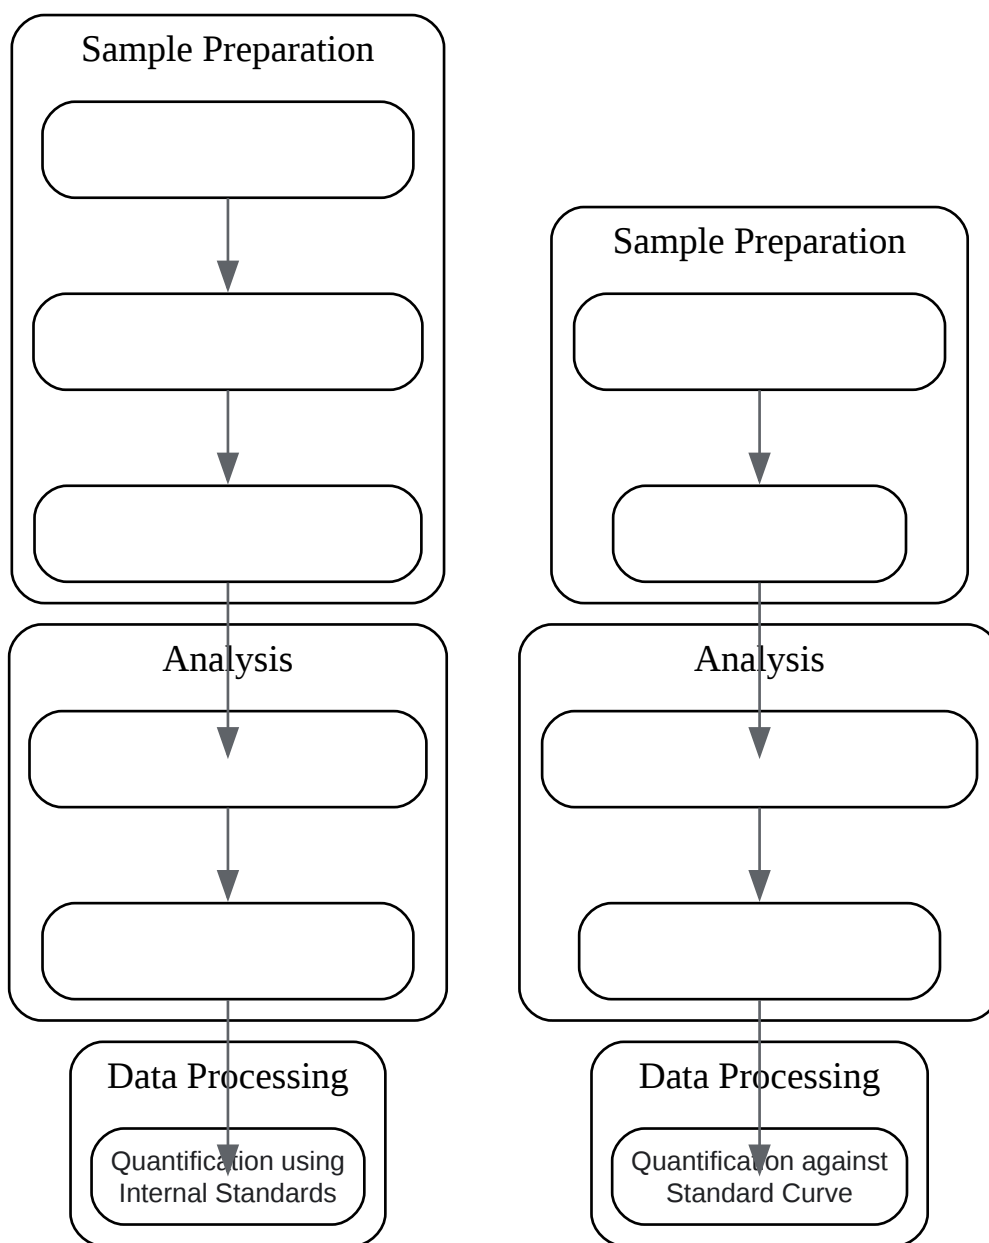 Sample Preparation
Analysis
Data Processing
Quantification using
Internal Standards
Sample Preparation
Analysis
Data Processing
Quantification against
Standard Curve